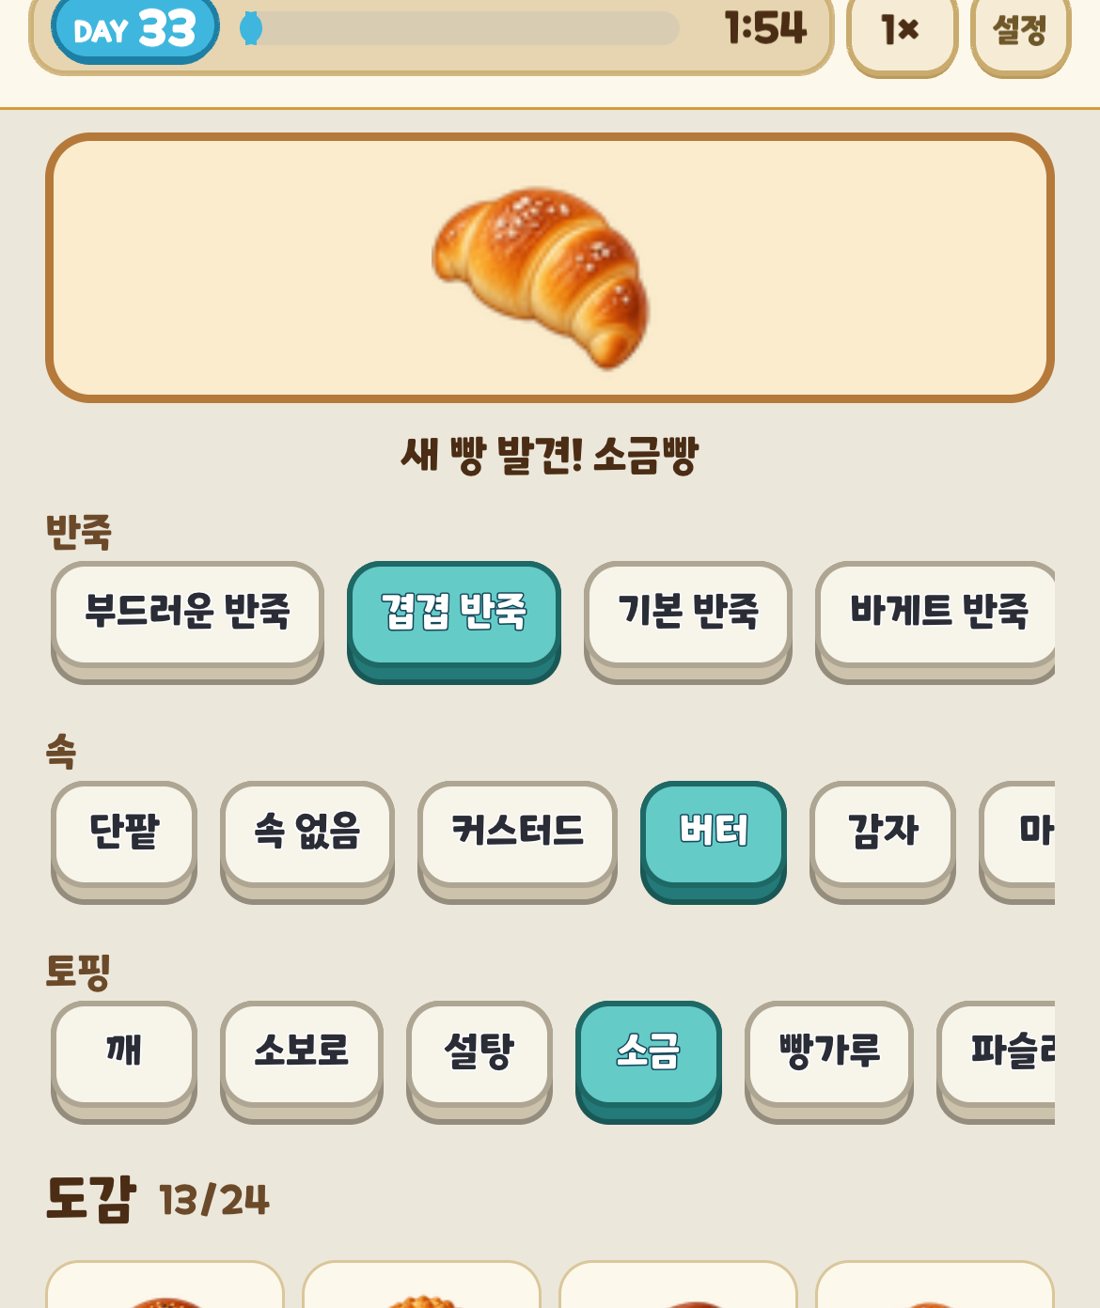 DAY 33
1:54
1×
설정
새 빵 발견! 소금빵
반죽
부드러운 반죽
겹겹 반죽
기본 반죽
바게트 반죽
속
단팥
속 없음
커스터드
버터
감자
마
토핑
깨
소보로
설탕
소금
빵가루
파슬
도감 13/24